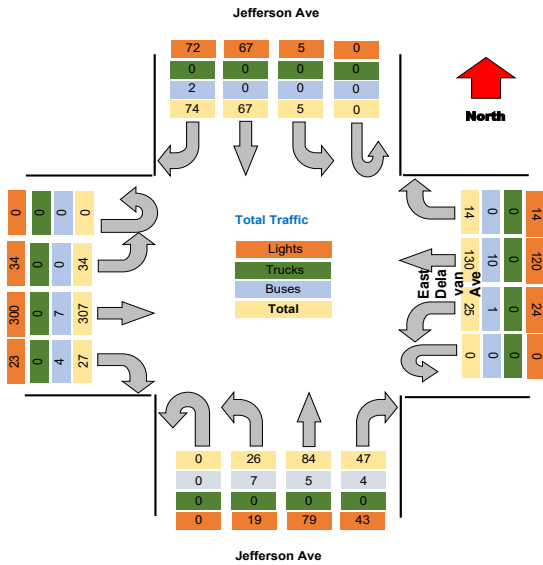 Jefferson Ave
72 67 5 0
0 0 0 0
2 0 0 0
74 67 5 0
North
0 0 0 0
34 0 0 34
300 0 7 307
23 0 4 27
Total Traffic
Lights
Trucks
Buses
Total
14 0 0 14
130 10 0 120
25 1 0 24
0 0 0 0
East
Dela
van
Ave
0 26 84 47
0 7 5 4
0 0 0 0
0 19 79 43
Jefferson Ave